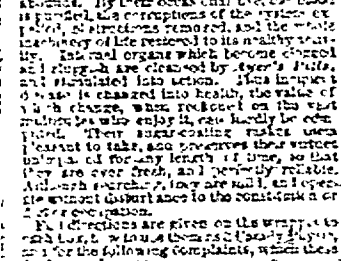 is purified, the corruptions of the system ex-
pelled, obstructions removed, and the whole
machinery of life restored to its healthy
Internal organs which become clogged
and sluggish are cleansed by Ayer's Pills,
and stimulated into action. Thus incipient
disease is changed into health, the value of
which change, when reckoned on the vast
multitudes who enjoy it, can hardly be com-
puted. Their sugar-coating makes them
pleasant to take, and preserves their virtues
unimpaired for any length of time, so that
they are ever fresh, and perfectly reliable.
Although searching, they are mild, and oper-
ate without disturbance to the constitution or
occupation.
Full directions are given on the wrapper to
each box, how to use them as a Family Physic,
and for the following complaints, which these